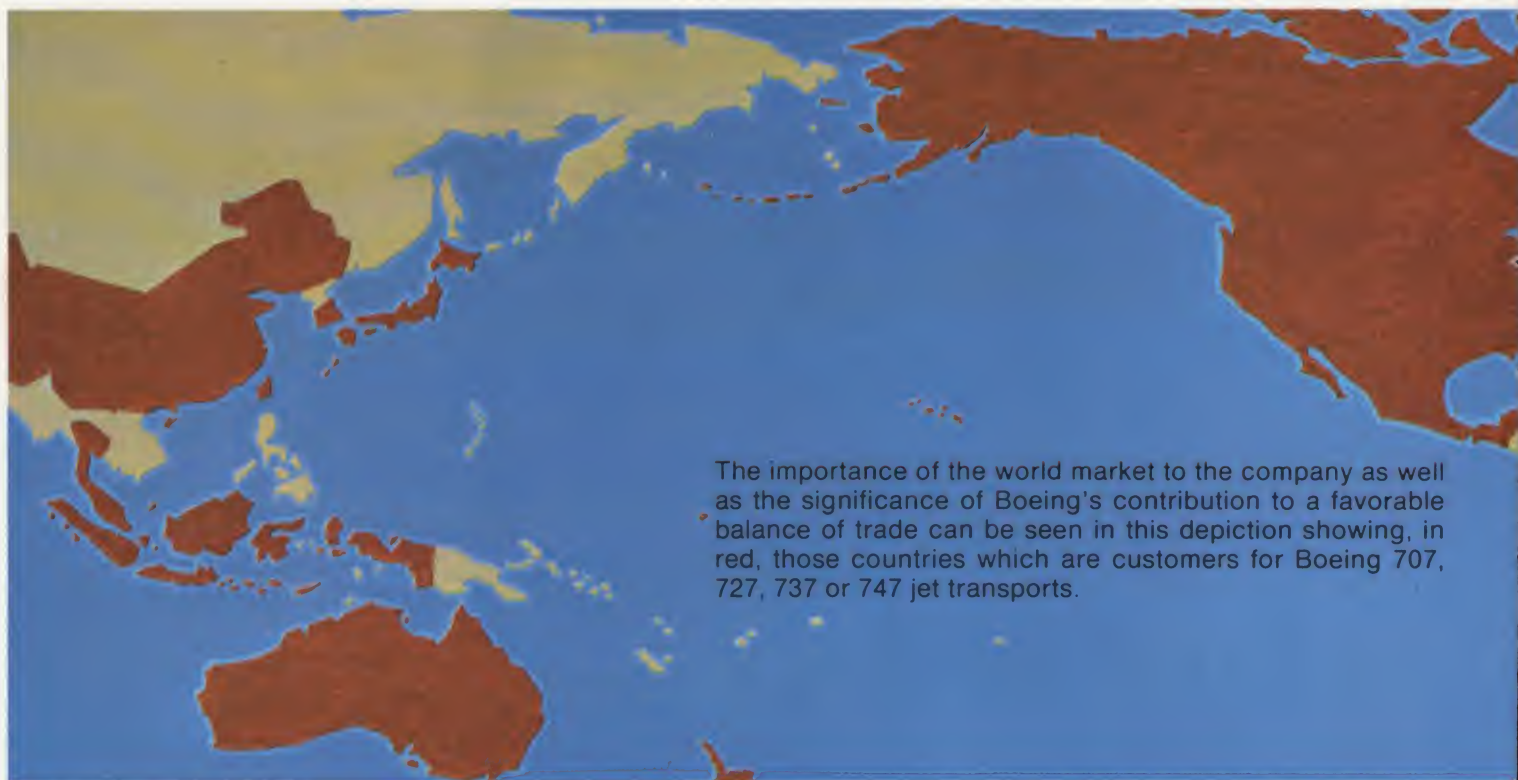 The importance of the world market to the company as well
as the significance of Boeing's contribution to a favorable
balance of trade can be seen in this depiction showing, in
red, those countries which are customers for Boeing 707,
727, 737 or 747 jet transports.